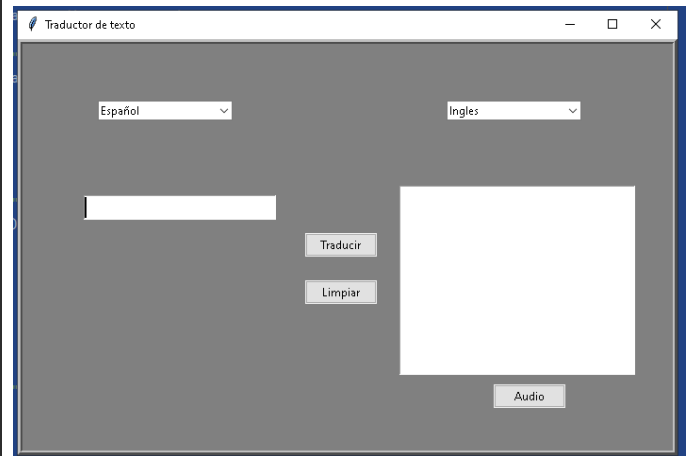 Traductor de texto
Español
Ingles
Traducir
Limpiar
Audio